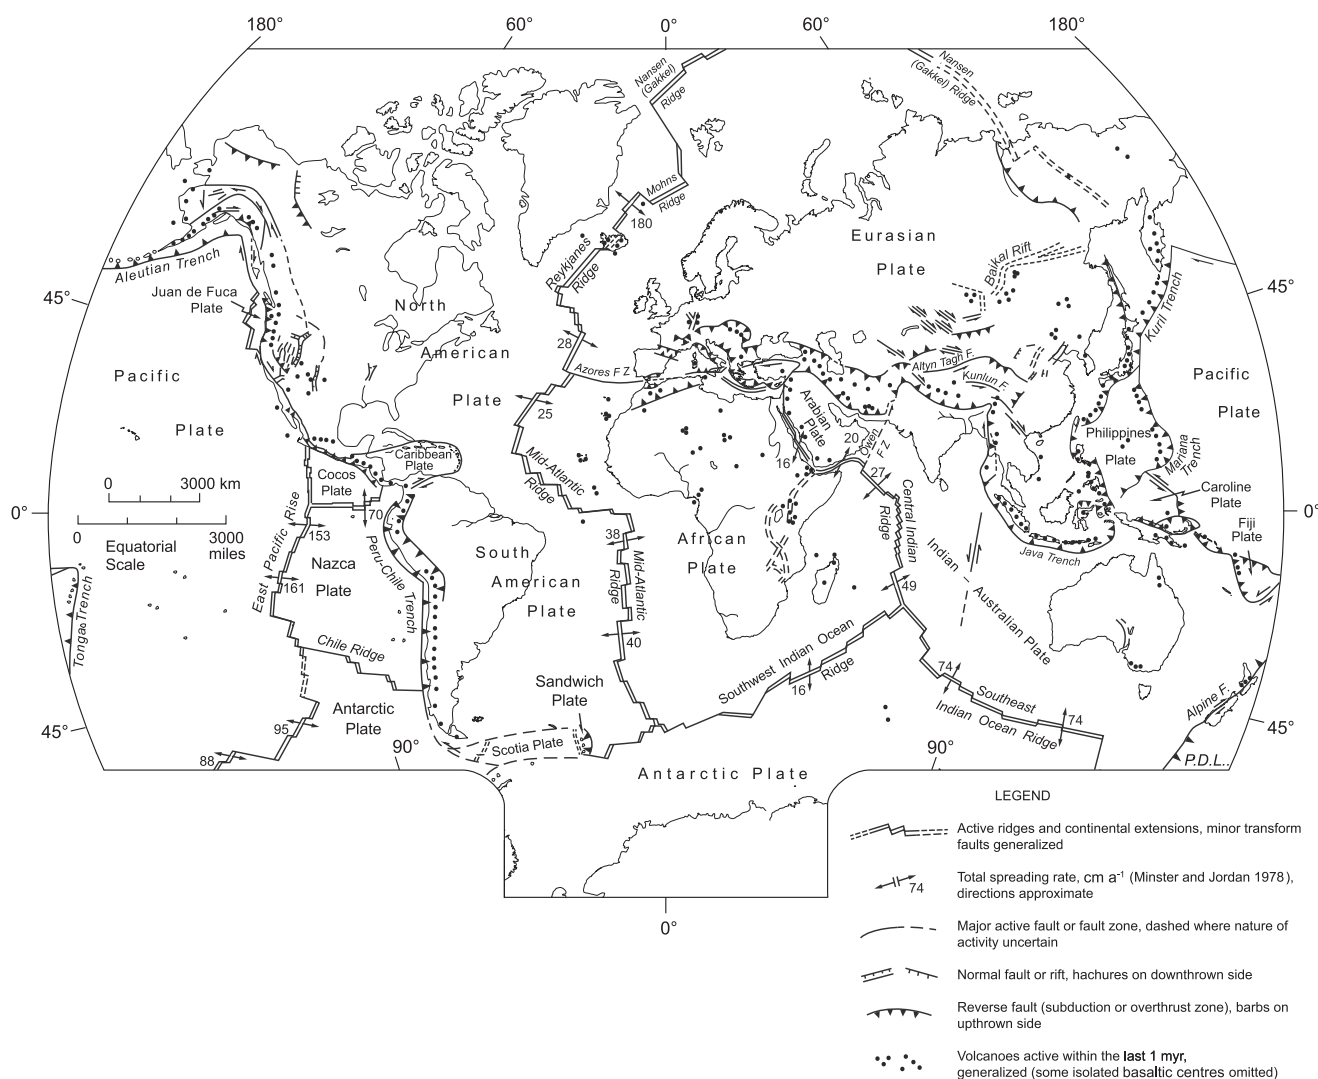 180°
60°
0°
60°
180°
Nansen
(Gakkel)
Ridge
Nansen
(Gakkel) Ridge
Mohns
Ridge
180
Eurasian
Plate
Reykjanes
Ridge
Baikal Rift
Aleutian Trench
Juan de Fuca
Plate
45°
45°
Kuril Trench
North
American
Plate
28
Azores F Z
Altyn Tagh F.
Kunlun F.
Pacific
Plate
Pacific
Plate
25
Arabian
Plate
20
Owen
F Z
16
27
Philippines
Plate
Mariana
Trench
Caribbean
Plate
Cocos
Plate
Mid-Atlantic
Ridge
Caroline
Plate
0
3000 km
0°
0°
0
3000
miles
Equatorial
Scale
East Pacific Rise
70
153
161
Nazca
Plate
Peru-Chile Trench
South
American
Plate
38
Mid-Atlantic
Ridge
40
African
Plate
Central Indian
Ridge
49
Indian - Australian Plate
Java Trench
Fiji
Plate
Tonga Trench
Chile Ridge
Southwest Indian Ocean
Ridge
16
74
Southeast
Indian Ocean Ridge
74
Alpine F.
Sandwich
Plate
Antarctic
Plate
95
88
45°
45°
Scotia Plate
90°
90°
P.D.L..
Antarctic Plate
0°
LEGEND
Active ridges and continental extensions, minor transform
faults generalized
74
Total spreading rate, cm a⁻¹ (Minster and Jordan 1978),
directions approximate
Major active fault or fault zone, dashed where nature of
activity uncertain
Normal fault or rift, hachures on downthrown side
Reverse fault (subduction or overthrust zone), barbs on
upthrown side
Volcanoes active within the last 1 myr,
generalized (some isolated basaltic centres omitted)